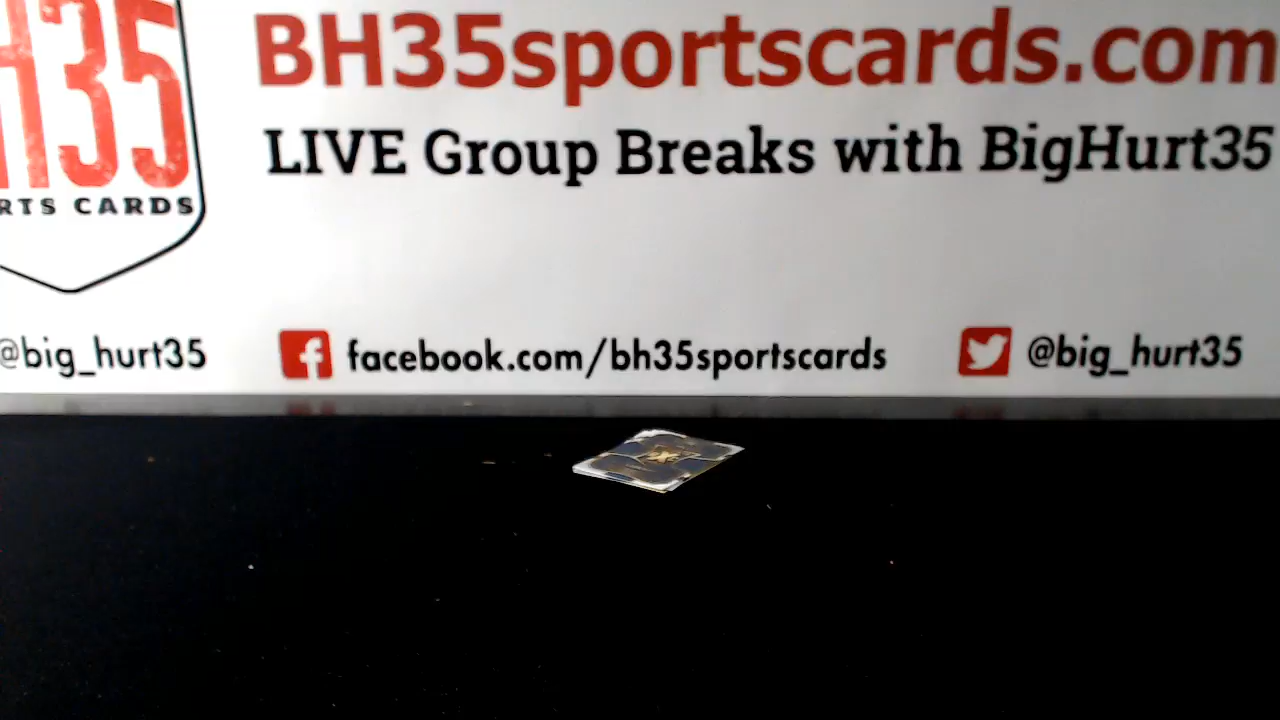 H35
RTS CARDS
BH35sportscards.com
LIVE Group Breaks with BigHurt35
@big_hurt35
facebook.com/bh35sportscards
@big_hurt35